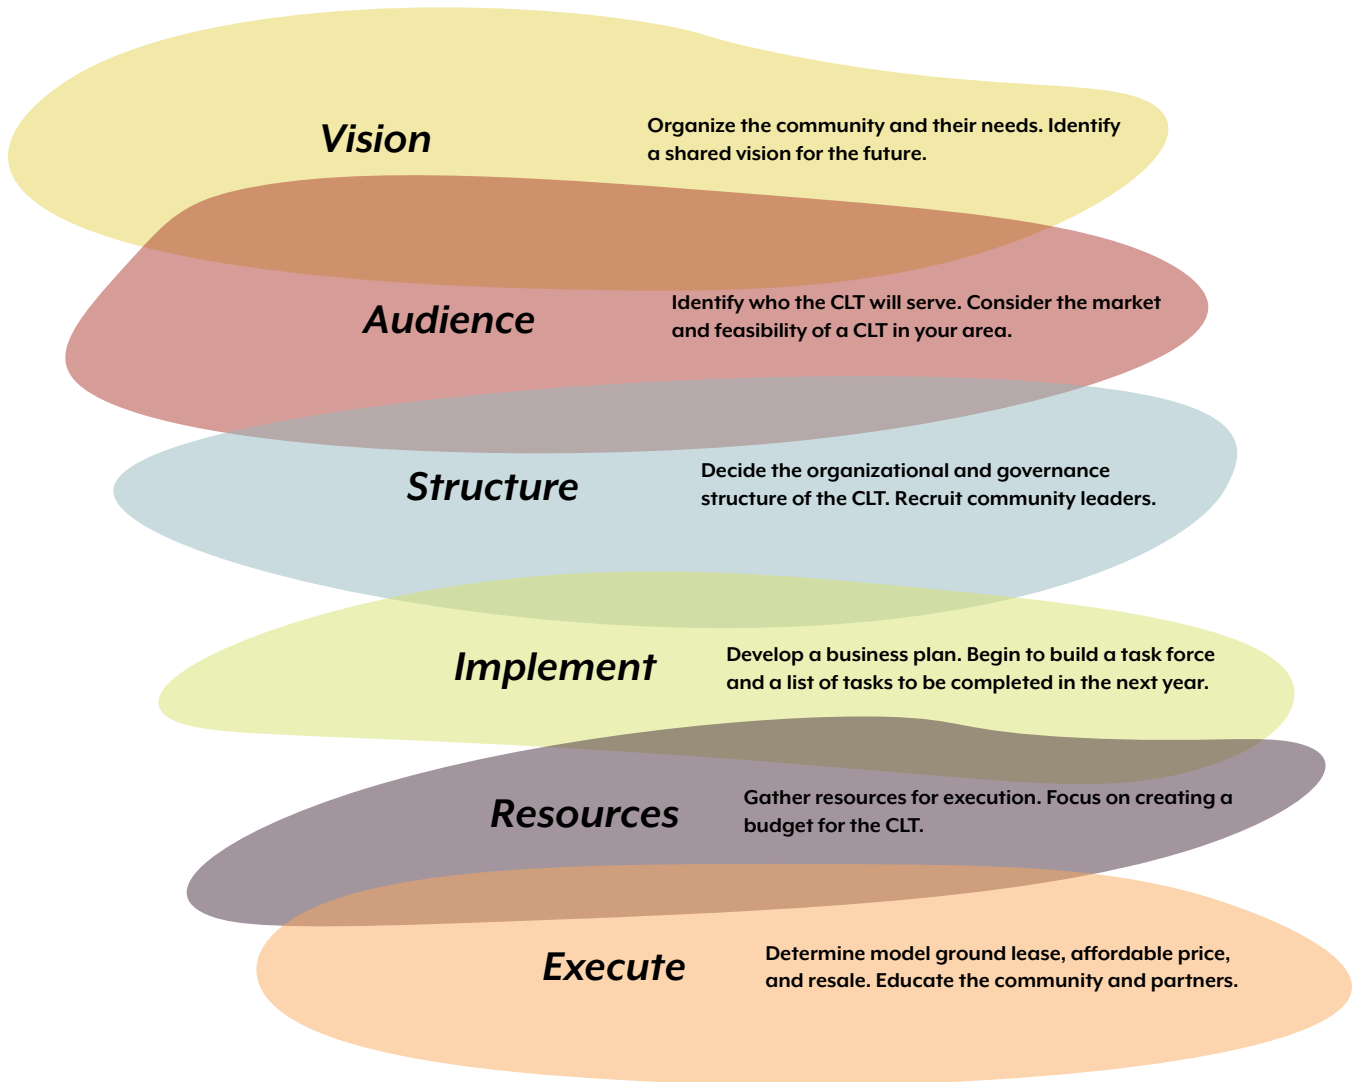 Vision
Organize the community and their needs. Identify
a shared vision for the future.
Audience
Identify who the CLT will serve. Consider the market
and feasibility of a CLT in your area.
Structure
Decide the organizational and governance
structure of the CLT. Recruit community leaders.
Implement
Develop a business plan. Begin to build a task force
and a list of tasks to be completed in the next year.
Resources
Gather resources for execution. Focus on creating a
budget for the CLT.
Execute
Determine model ground lease, affordable price,
and resale. Educate the community and partners.